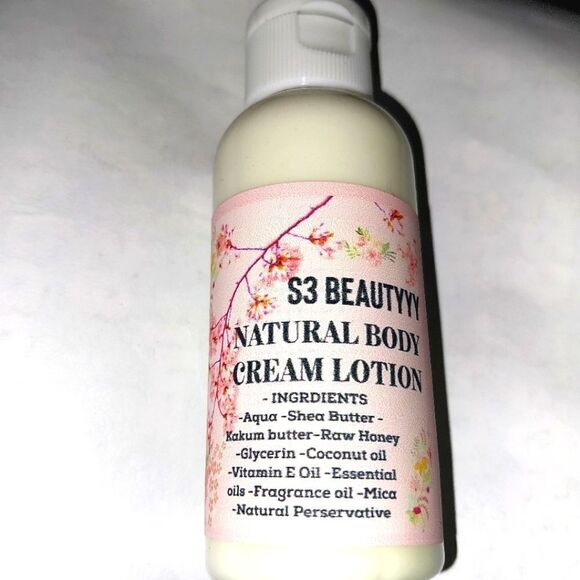 S3 BEAUTYYY
NATURAL BODY
CREAM LOTION
- INGRDIENTS
-Aqua -Shea Butter -
Kakum butter-Raw Honey
-Glycerin -Coconut oil
-Vitamin E Oil -Essential
oils -Fragrance oil -Mica
-Natural Perservative